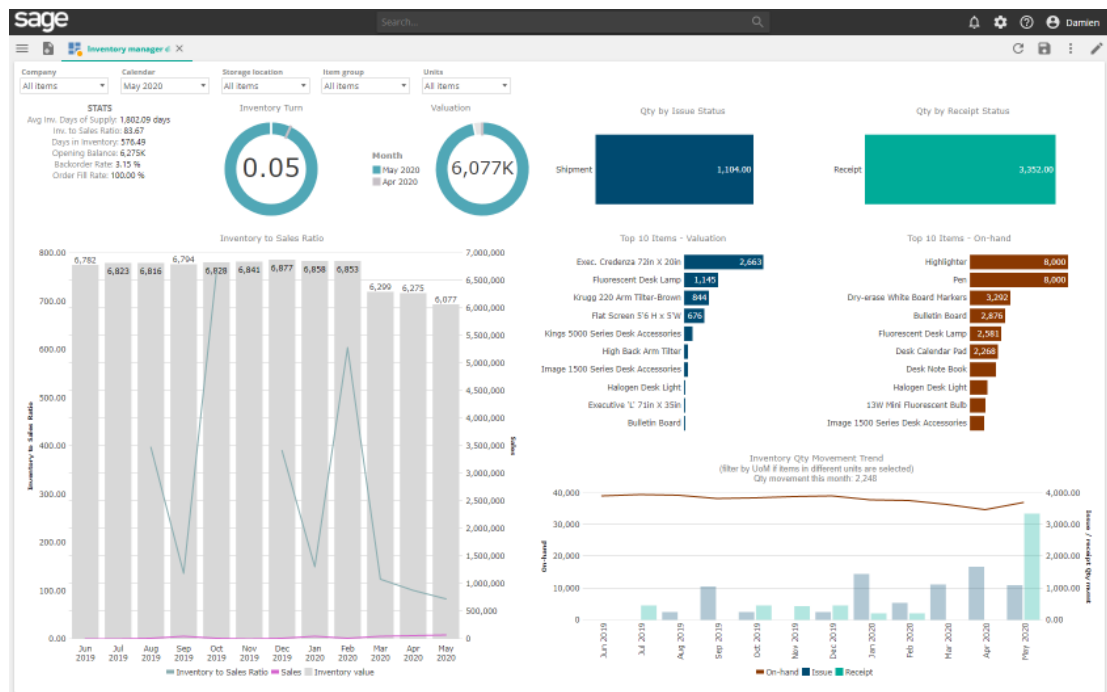 sage
Search...
Damien
Inventory manager d
Company Calendar Storage location Item group Units
All items May 2020 All items All items All items
STATS
Avg Inv. Days of Supply: 1,802.09 days
Inv. to Sales Ratio: 83.67
Days in Inventory: 576.49
Opening Balance: 6,275K
Backorder Rate: 3.15 %
Order Fill Rate: 100.00 %
Inventory Turn
0.05
Valuation
Month
May 2020
Apr 2020
6,077K
Qty by Issue Status
Shipment 1,104.00
Qty by Receipt Status
Receipt 3,352.00
Inventory to Sales Ratio
800.00
700.00
600.00
500.00
400.00
300.00
200.00
100.00
0.00
Inventory to Sales Ratio
6,782 6,823 6,816 6,794 6,828 6,841 6,877 6,858 6,853 6,299 6,275 6,077
7,000,000
6,500,000
6,000,000
5,500,000
5,000,000
4,500,000
4,000,000
3,500,000
3,000,000
2,500,000
2,000,000
1,500,000
1,000,000
500,000
0
Sales
Jun 2019 Jul 2019 Aug 2019 Sep 2019 Oct 2019 Nov 2019 Dec 2019 Jan 2020 Feb 2020 Mar 2020 Apr 2020 May 2020
Inventory to Sales Ratio Sales Inventory value
Top 10 Items - Valuation
Exec. Credenza 72in X 20in 2,663
Fluorescent Desk Lamp 1,145
Krugg 220 Arm Tilter-Brown 844
Flat Screen 5'6 H x 5'W 676
Kings 5000 Series Desk Accessories
High Back Arm Tilter
Image 1500 Series Desk Accessories
Halogen Desk Light
Executive 'L' 71in X 35in
Bulletin Board
Top 10 Items - On-hand
Highlighter 8,000
Pen 8,000
Dry-erase White Board Markers 3,292
Bulletin Board 2,876
Fluorescent Desk Lamp 2,581
Desk Calendar Pad 2,268
Desk Note Book
Halogen Desk Light
13W Mini Fluorescent Bulb
Image 1500 Series Desk Accessories
Inventory Qty Movement Trend
(filter by UoM if items in different units are selected)
Qty movement this month: 2,248
40,000
30,000
20,000
10,000
0
On-hand
4,000.00
3,000.00
2,000.00
1,000.00
0.00
Issue / receipt Qty recent
Jun 2019 Jul 2019 Aug 2019 Sep 2019 Oct 2019 Nov 2019 Dec 2019 Jan 2020 Feb 2020 Mar 2020 Apr 2020 May 2020
On-hand Issue Receipt